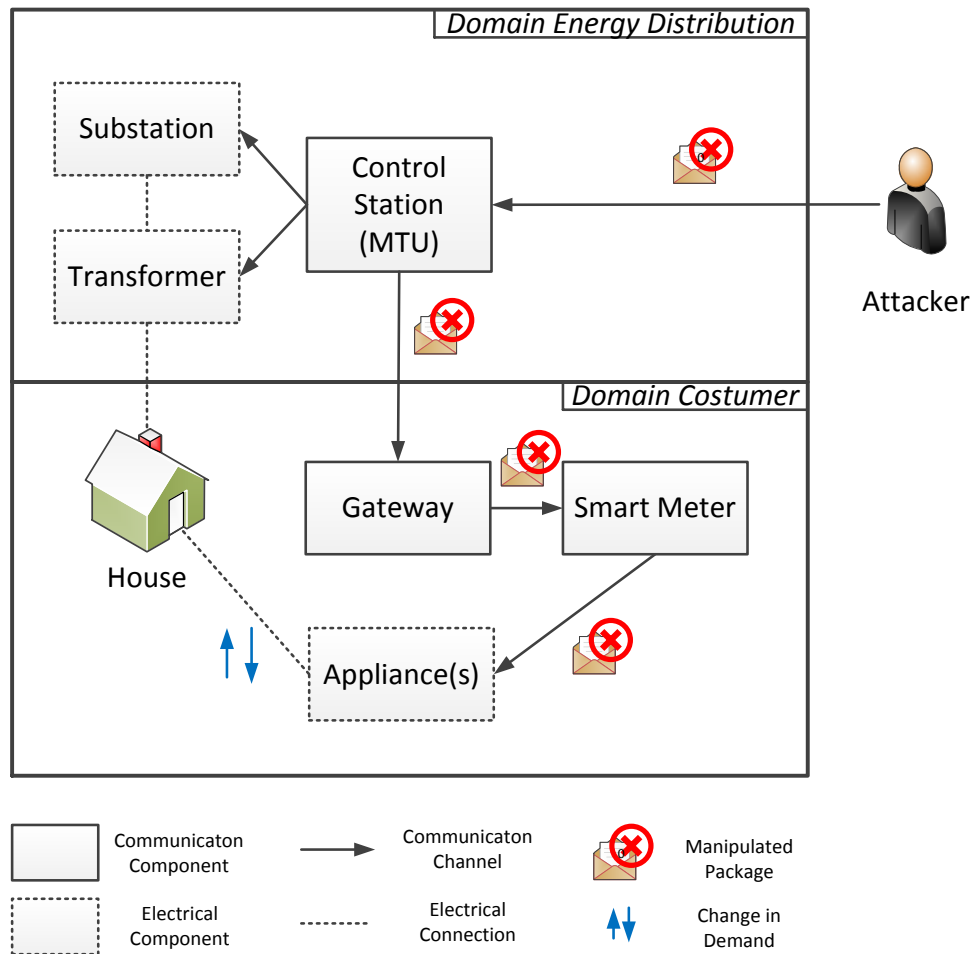 Domain Energy Distribution
Substation
Control
Station
(MTU)
Transformer
Attacker
Domain Costumer
Gateway
Smart Meter
House
Appliance(s)
Communicaton
Component
Communicaton
Channel
Manipulated
Package
Electrical
Component
Electrical
Connection
Change in
Demand